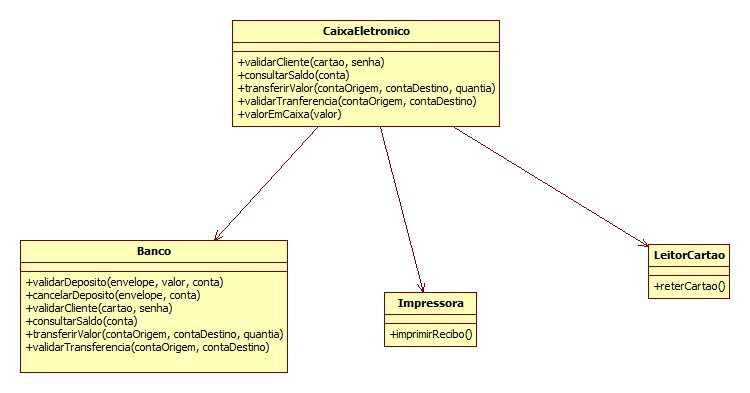 CaixaEletronico
+validarCliente(cartao, senha)
+consultarSaldo(conta)
+transferirValor(contaOrigem, contaDestino, quantia)
+validarTranferencia(contaOrigem, contaDestino)
+valorEmCaixa(valor)
Banco
+validarDeposito(envelope, valor, conta)
+cancelarDeposito(envelope, conta)
+validarCliente(cartao, senha)
+consultarSaldo(conta)
+transferirValor(contaOrigem, contaDestino, quantia)
+validarTransferencia(contaOrigem, contaDestino)
Impressora
+imprimirRecibo()
LeitorCartao
+reterCartao()